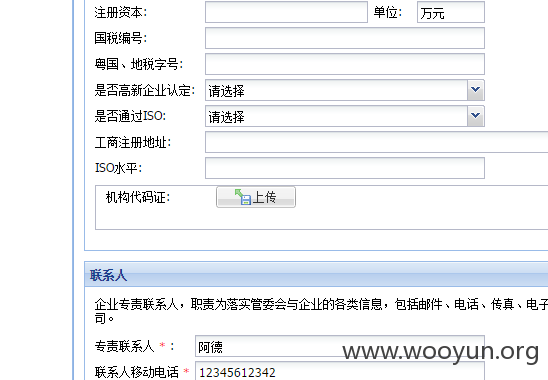 注册资本: 单位: 万元
国税编号:
粤国、地税字号:
是否高新企业认定: 请选择
是否通过ISO: 请选择
工商注册地址:
ISO水平:
机构代码证: 上传
联系人
企业专责联系人，职责为落实管委会与企业的各类信息，包括邮件、电话、传真、电子
司。
专责联系人 * : 阿德
www.wooyun.org
联系人移动电话 * 12345612342